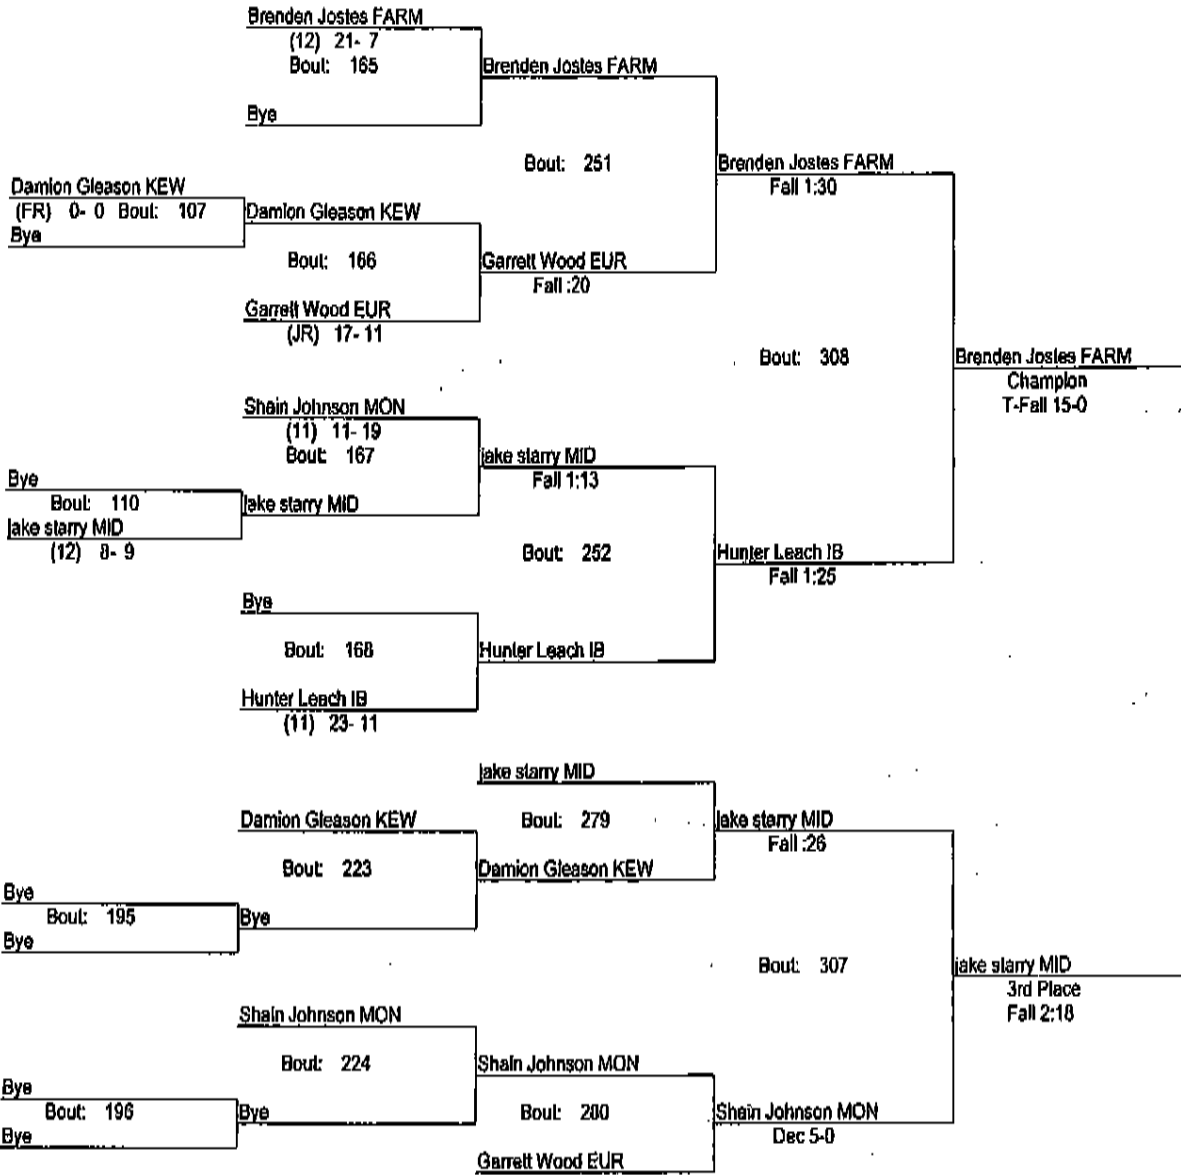 Brenden Jostes FARM
(12) 21- 7
Bout: 165
Brenden Jostes FARM
Bye
Bout: 251
Brenden Jostes FARM
Fall 1:30
Damion Gleason KEW
(FR) 0- 0 Bout: 107
Bye
Damion Gleason KEW
Bout: 166
Garrett Wood EUR
Fall :20
Garrett Wood EUR
(JR) 17- 11
Bout: 308
Brenden Jostes FARM
Champion
T-Fall 15-0
Shain Johnson MON
(11) 11- 19
Bout: 167
jake starry MID
Fall 1:13
Bye
Bout: 110
jake starry MID
jake starry MID
(12) 8- 9
Bout: 252
Hunter Leach IB
Fall 1:25
Bye
Bout: 168
Hunter Leach IB
Hunter Leach IB
(11) 23- 11
jake starry MID
Damion Gleason KEW
Bout: 279
jake starry MID
Fall :26
Bout: 223
Damion Gleason KEW
Bye
Bout: 195
Bye
Bye
Bout: 307
jake starry MID
3rd Place
Fall 2:18
Shain Johnson MON
Bout: 224
Shain Johnson MON
Bye
Bout: 196
Bye
Bye
Bout: 280
Shain Johnson MON
Dec 5-0
Garrett Wood EUR